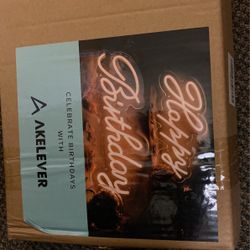 Happy
Birthday
CELEBRATE BIRTHDAYS
WITH
AKELEVER